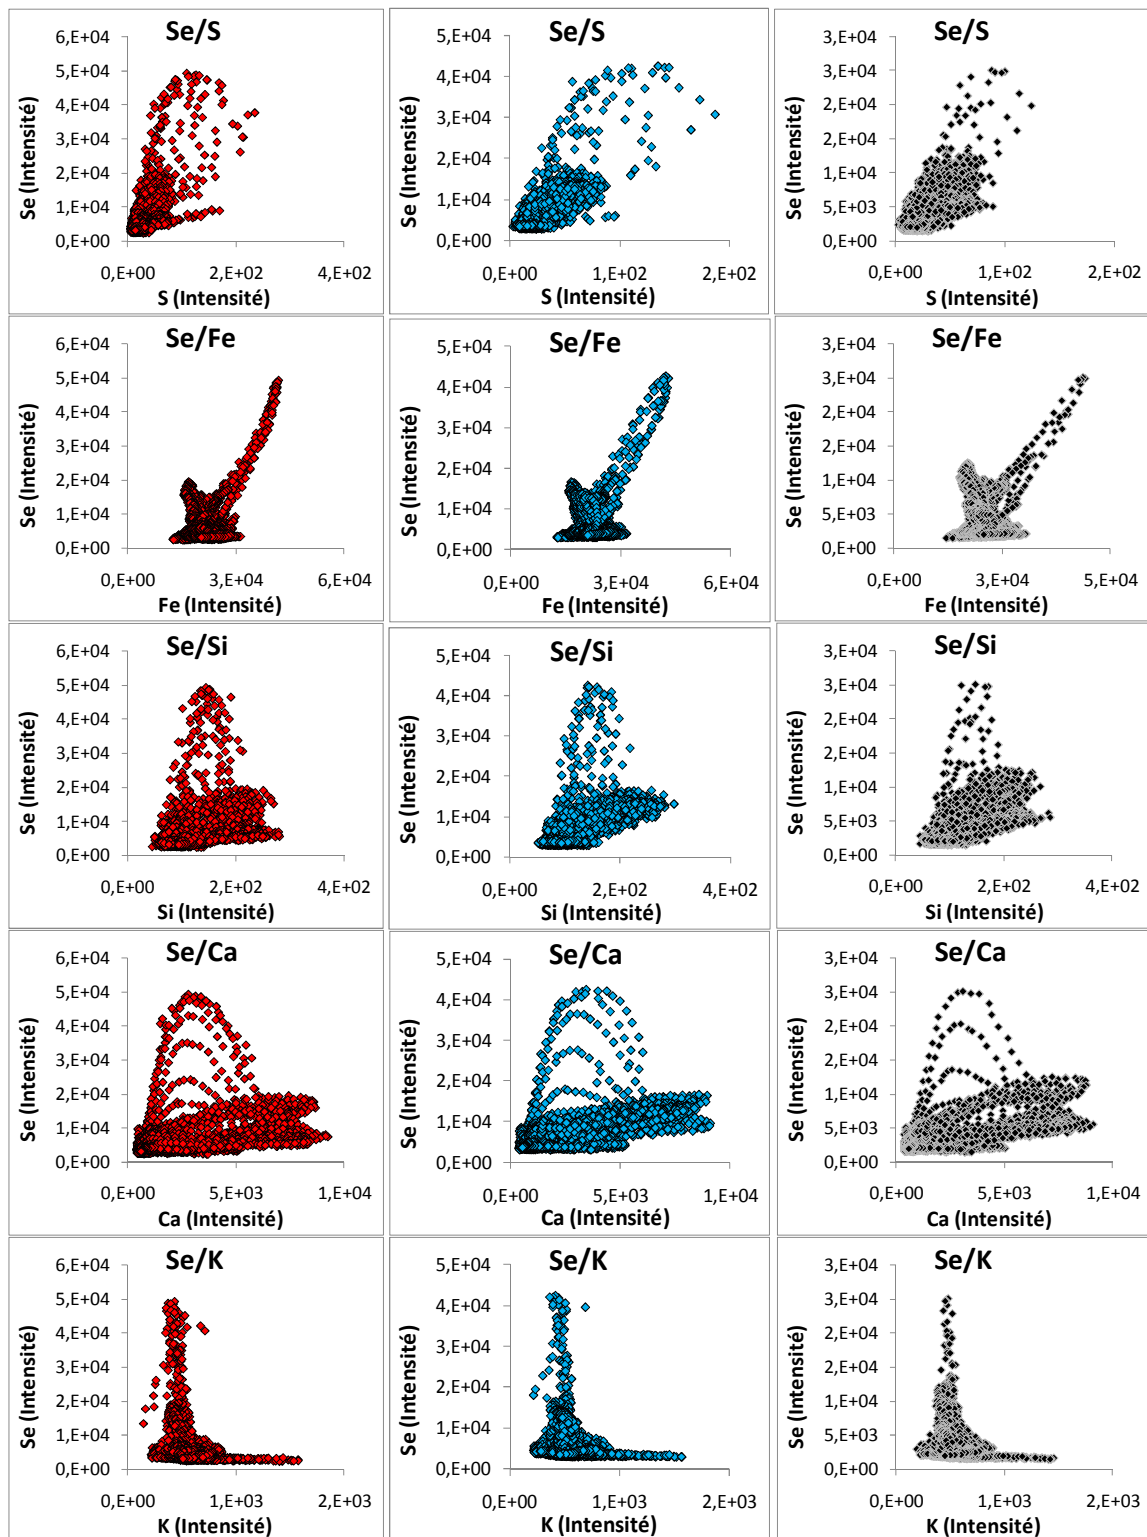 Se/S
Se (Intensité)
6,E+04
5,E+04
4,E+04
3,E+04
2,E+04
1,E+04
0,E+00
0,E+00 2,E+02 4,E+02
S (Intensité)
Se/S
Se (Intensité)
5,E+04
4,E+04
3,E+04
2,E+04
1,E+04
0,E+00
0,E+00 1,E+02 2,E+02
S (Intensité)
Se/S
Se (Intensité)
3,E+04
3,E+04
2,E+04
2,E+04
1,E+04
5,E+03
0,E+00
0,E+00 1,E+02 2,E+02
S (Intensité)
Se/Fe
Se (Intensité)
6,E+04
5,E+04
4,E+04
3,E+04
2,E+04
1,E+04
0,E+00
0,E+00 3,E+04 6,E+04
Fe (Intensité)
Se/Fe
Se (Intensité)
5,E+04
4,E+04
3,E+04
2,E+04
1,E+04
0,E+00
0,E+00 3,E+04 6,E+04
Fe (Intensité)
Se/Fe
Se (Intensité)
3,E+04
3,E+04
2,E+04
2,E+04
1,E+04
5,E+03
0,E+00
0,E+00 3,E+04 5,E+04
Fe (Intensité)
Se/Si
Se (Intensité)
6,E+04
5,E+04
4,E+04
3,E+04
2,E+04
1,E+04
0,E+00
0,E+00 2,E+02 4,E+02
Si (Intensité)
Se/Si
Se (Intensité)
5,E+04
4,E+04
3,E+04
2,E+04
1,E+04
0,E+00
0,E+00 2,E+02 4,E+02
Si (Intensité)
Se/Si
Se (Intensité)
3,E+04
3,E+04
2,E+04
2,E+04
1,E+04
5,E+03
0,E+00
0,E+00 2,E+02 4,E+02
Si (Intensité)
Se/Ca
Se (Intensité)
6,E+04
5,E+04
4,E+04
3,E+04
2,E+04
1,E+04
0,E+00
0,E+00 5,E+03 1,E+04
Ca (Intensité)
Se/Ca
Se (Intensité)
5,E+04
4,E+04
3,E+04
2,E+04
1,E+04
0,E+00
0,E+00 5,E+03 1,E+04
Ca (Intensité)
Se/Ca
Se (Intensité)
3,E+04
3,E+04
2,E+04
2,E+04
1,E+04
5,E+03
0,E+00
0,E+00 5,E+03 1,E+04
Ca (Intensité)
Se/K
Se (Intensité)
6,E+04
5,E+04
4,E+04
3,E+04
2,E+04
1,E+04
0,E+00
0,E+00 1,E+03 2,E+03
K (Intensité)
Se/K
Se (Intensité)
5,E+04
4,E+04
3,E+04
2,E+04
1,E+04
0,E+00
0,E+00 1,E+03 2,E+03
K (Intensité)
Se/K
Se (Intensité)
3,E+04
3,E+04
2,E+04
2,E+04
1,E+04
5,E+03
0,E+00
0,E+00 1,E+03 2,E+03
K (Intensité)